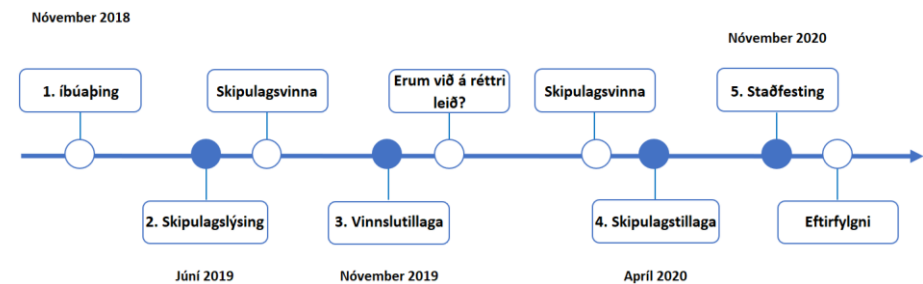 Nóvember 2018
Nóvember 2020
1. íbúaþing
Skipulagsvinna
Erum við á réttri
leið?
Skipulagsvinna
5. Staðfesting
2. Skipulagslýsing
3. Vinnslutillaga
4. Skipulagstillaga
Eftirfylgni
Júní 2019
Nóvember 2019
Apríl 2020